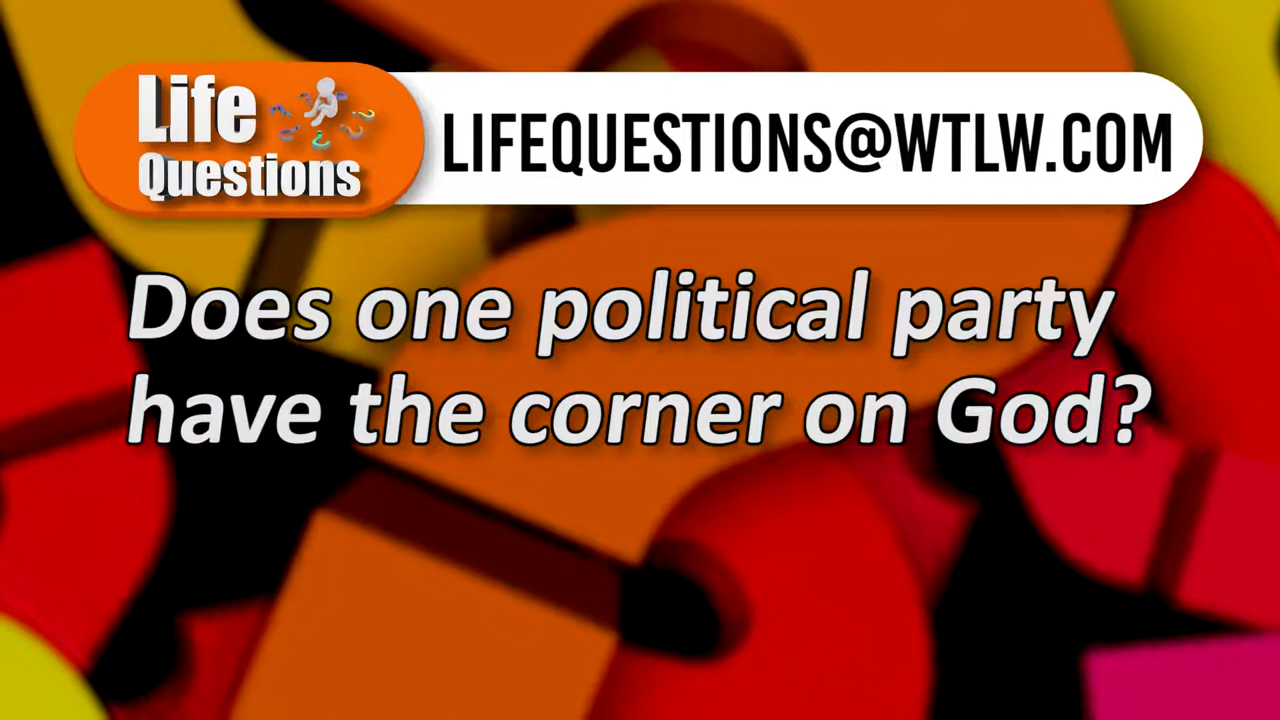 Life
Questions
LIFEQUESTIONS@WTLW.COM
Does one political party
have the corner on God?